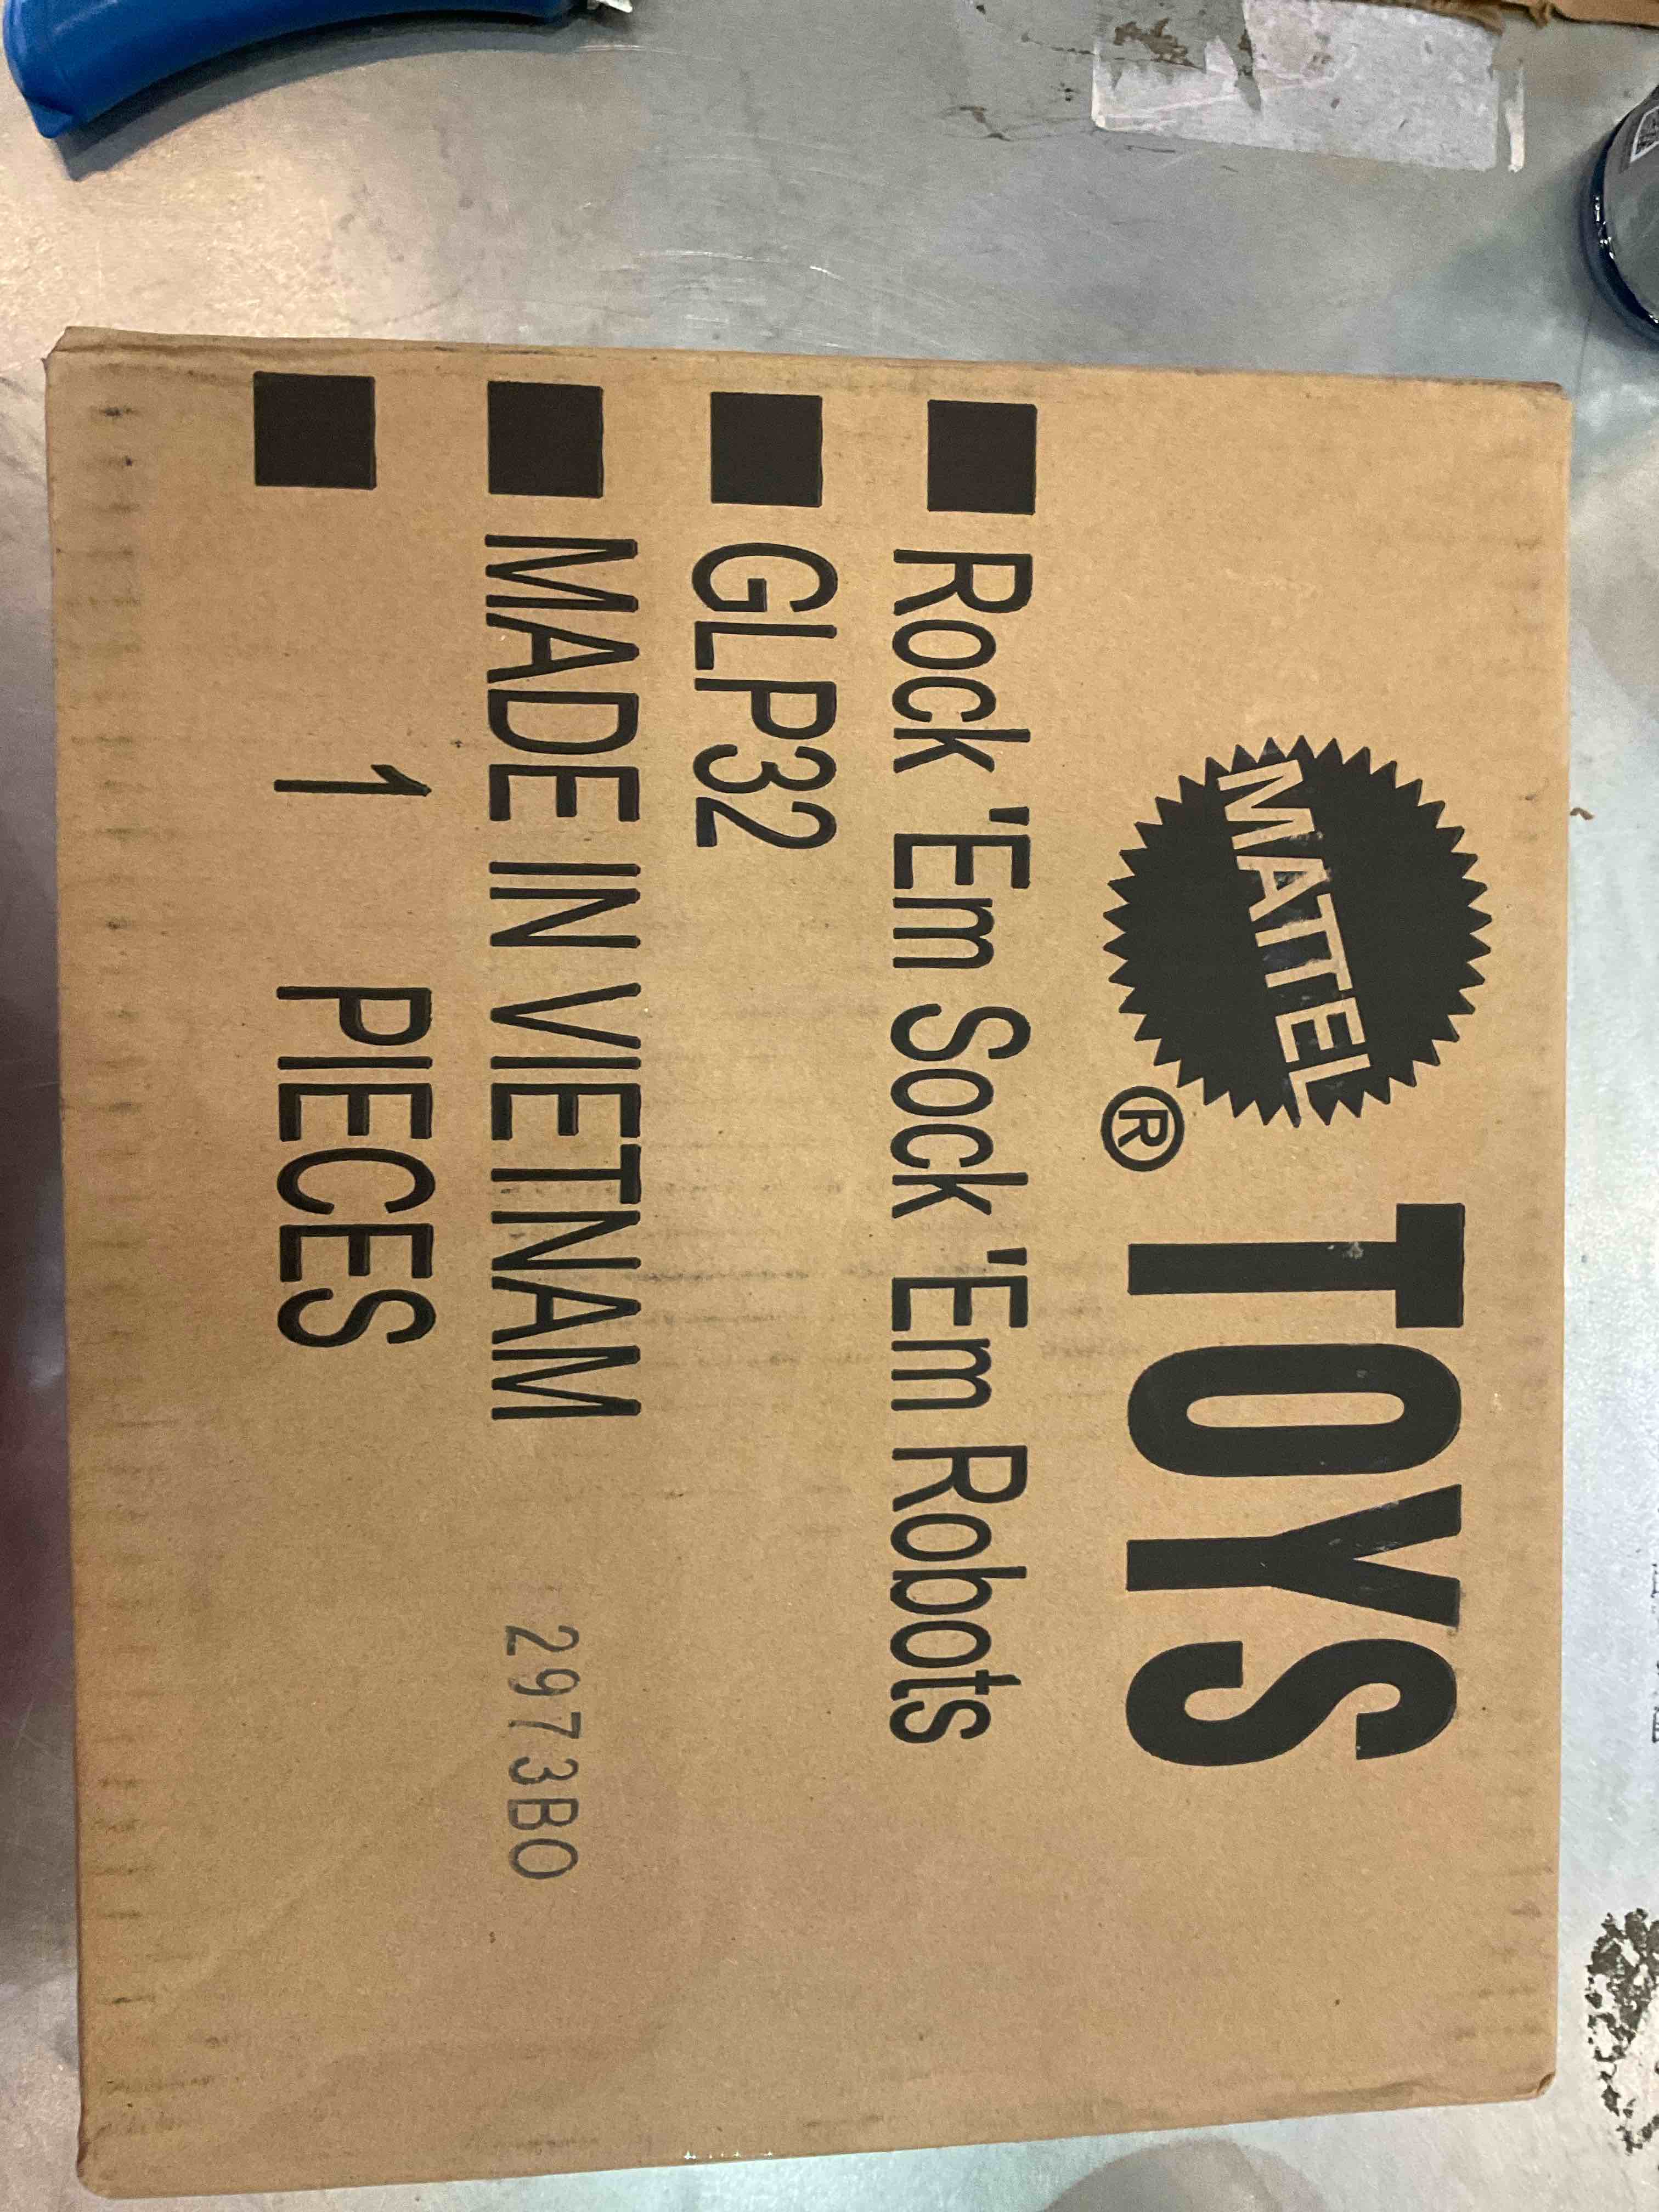 MATTEL ® TOYS
Rock 'Em Sock 'Em Robots
GLP32
MADE IN VIETNAM
2973BO
1 PIECES